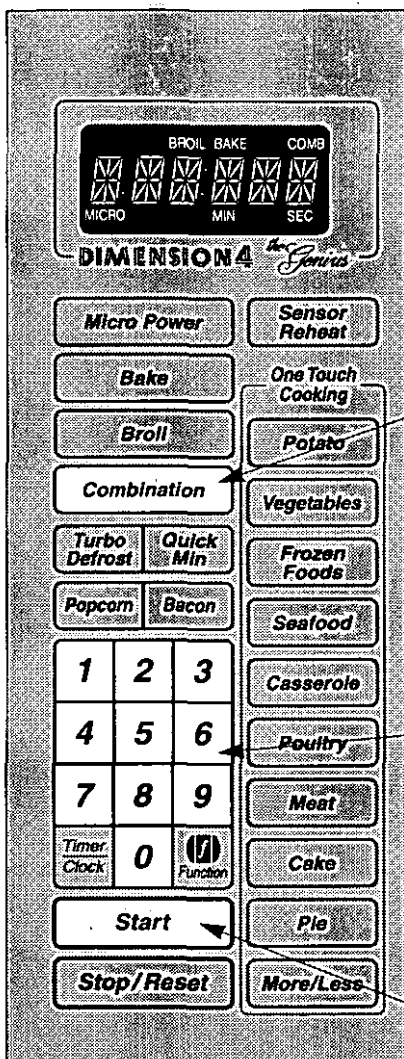 BROIL BAKE COMB
MICRO MIN SEC
DIMENSION 4 the Genius
Micro Power
Bake
Broil
Combination
Turbo
Defrost
Quick
Min
Popcorn
Bacon
1 2 3
4 5 6
7 8 9
Timer
Clock
0
Function
Start
Stop/Reset
Sensor
Reheat
One Touch
Cooking
Potato
Vegetables
Frozen
Foods
Seafood
Casserole
Poultry
Meat
Cake
Pie
More/Less